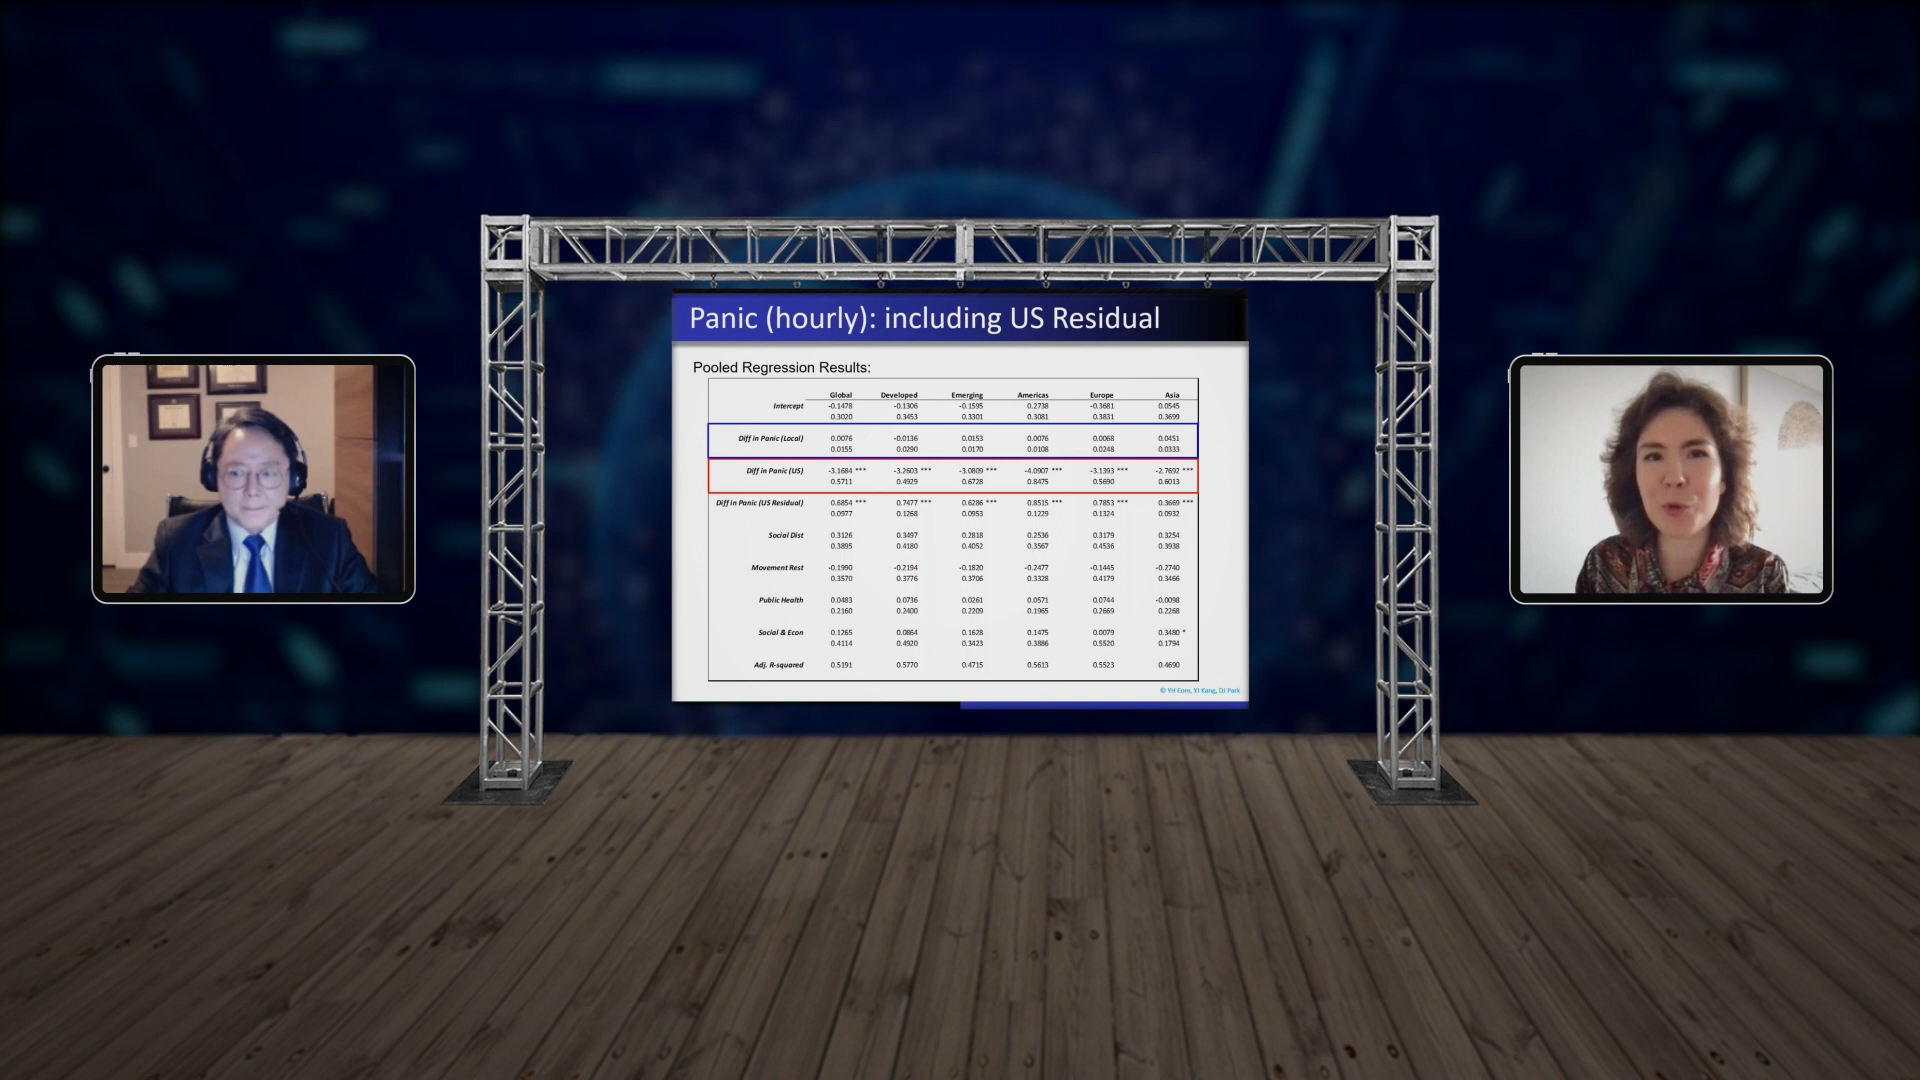 Panic (hourly): including US Residual
Pooled Regression Results:
Global Developed Emerging Americas Europe Asia
Intercept -0.1478 -0.1306 -0.1595 0.2738 -0.3681 0.0545
0.3020 0.3453 0.3301 0.3081 0.3831 0.3699
Diff in Panic (Local) 0.0076 -0.0136 0.0153 0.0076 0.0068 0.0451
0.0155 0.0290 0.0170 0.0108 0.0248 0.0333
Diff in Panic (US) -3.1684 *** -3.2603 *** -3.0809 *** -4.0907 *** -3.1393 *** -2.7692 ***
0.5711 0.4929 0.6728 0.8475 0.5690 0.6013
Diff in Panic (US Residual) 0.6854 *** 0.7477 *** 0.6286 *** 0.8515 *** 0.7853 *** 0.3669 ***
0.0977 0.1268 0.0953 0.1229 0.1324 0.0932
Social Dist 0.3126 0.3497 0.2818 0.2536 0.3179 0.3254
0.3895 0.4180 0.4052 0.3567 0.4536 0.3938
Movement Rest -0.1990 -0.2194 -0.1820 -0.2477 -0.1445 -0.2740
0.3570 0.3776 0.3706 0.3328 0.4179 0.3466
Public Health 0.0483 0.0736 0.0261 0.0571 0.0744 -0.0098
0.2160 0.2400 0.2209 0.1965 0.2669 0.2268
Social & Econ 0.1265 0.0864 0.1628 0.1475 0.0079 0.3480 *
0.4114 0.4920 0.3423 0.3886 0.5520 0.1794
Adj. R-squared 0.5191 0.5770 0.4715 0.5613 0.5523 0.4690
© YH Eom, YJ Kang, DJ Park